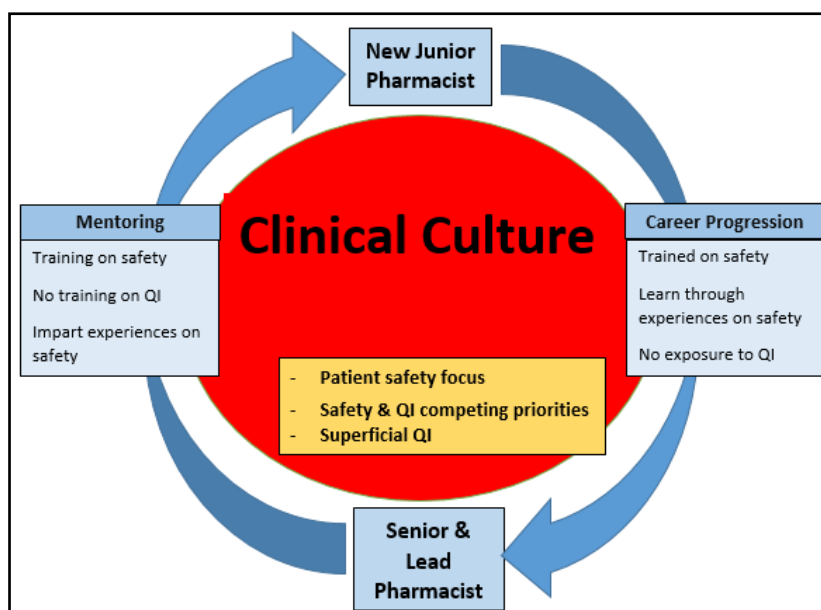 New Junior
Pharmacist
Clinical Culture
Mentoring
Training on safety
No training on QI
Impart experiences on
safety
Career Progression
Trained on safety
Learn through
experiences on safety
No exposure to QI
- Patient safety focus
- Safety & QI competing priorities
- Superficial QI
Senior &
Lead
Pharmacist